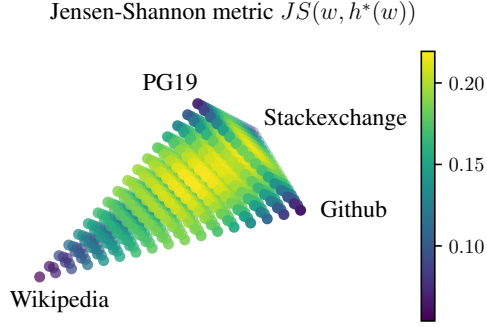 Jensen-Shannon metric JS(w, h*(w))
PG19
Stackexchange
Github
Wikipedia
0.20
0.15
0.10